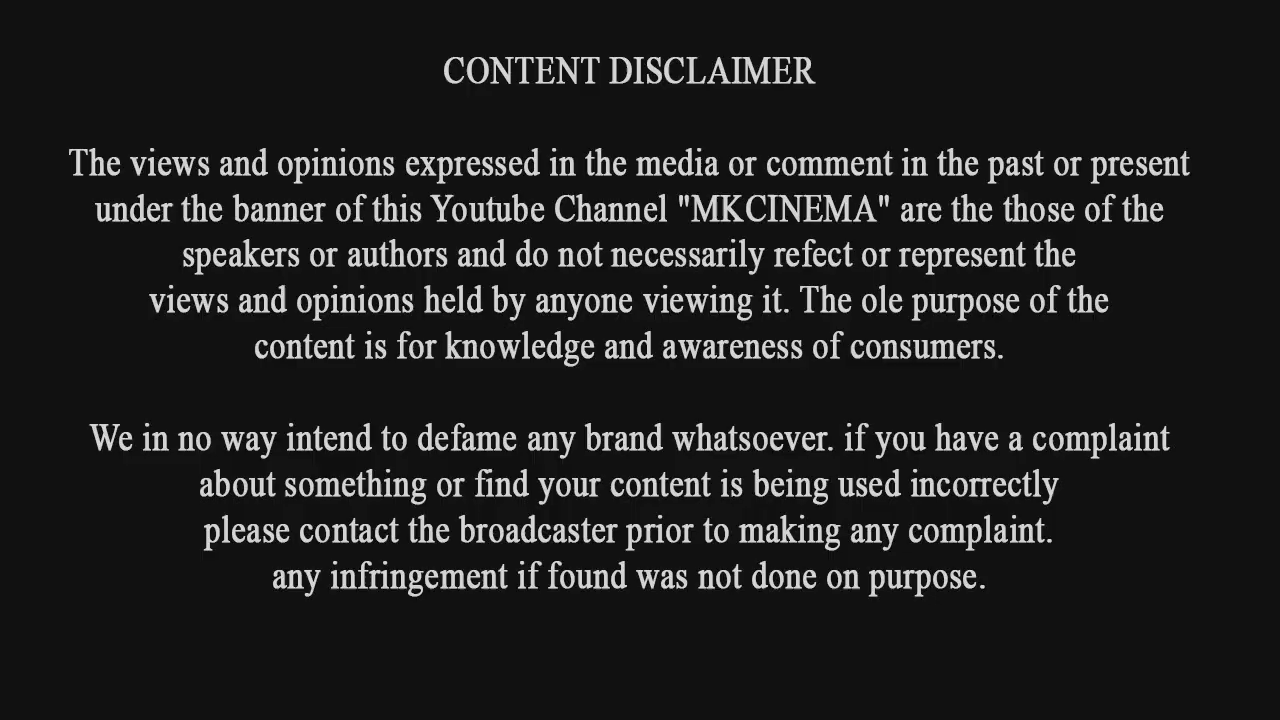 CONTENT DISCLAIMER
The views and opinions expressed in the media or comment in the past or present
under the banner of this Youtube Channel "MKCINEMA" are the those of the
speakers or authors and do not necessarily refect or represent the
views and opinions held by anyone viewing it. The ole purpose of the
content is for knowledge and awareness of consumers.
We in no way intend to defame any brand whatsoever. if you have a complaint
about something or find your content is being used incorrectly
please contact the broadcaster prior to making any complaint.
any infringement if found was not done on purpose.